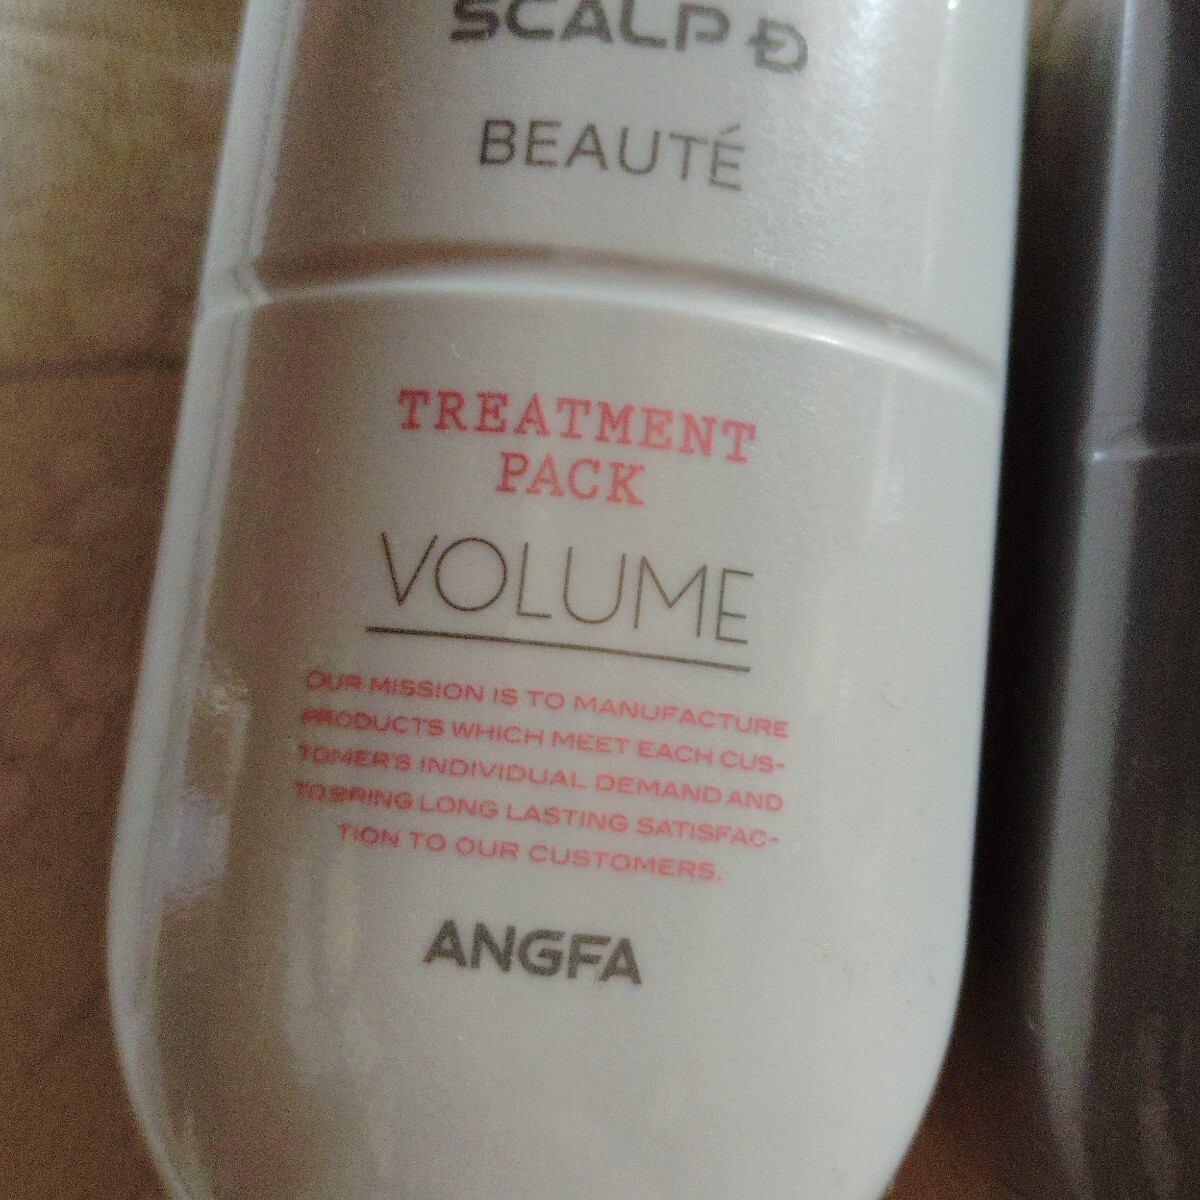 SCALP D
BEAUTÉ
TREATMENT
PACK
VOLUME
OUR MISSION IS TO MANUFACTURE
PRODUCTS WHICH MEET EACH CUS-
TOMER'S INDIVIDUAL DEMAND AND
TO BRING LONG LASTING SATISFAC-
TION TO OUR CUSTOMERS.
ANGFA